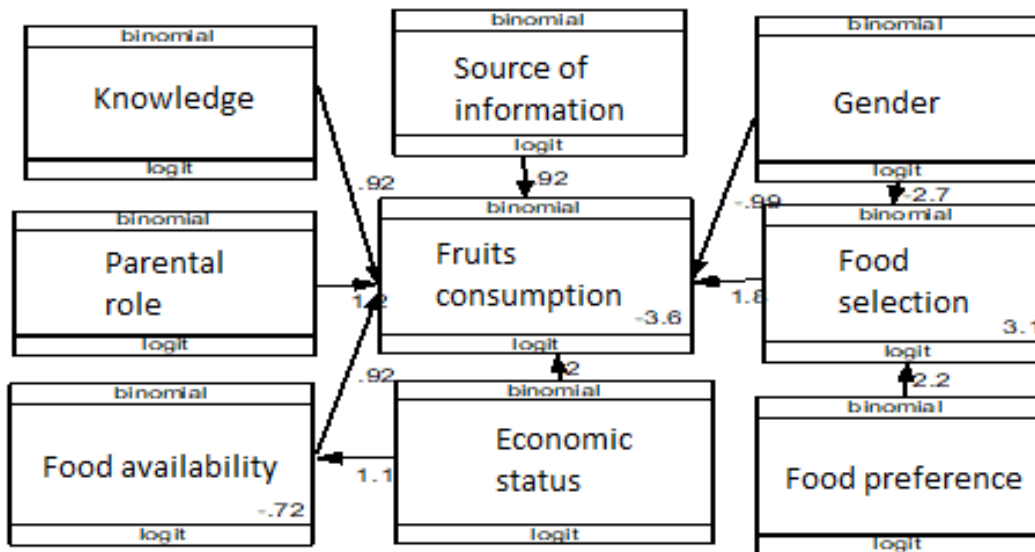 binomial
Knowledge
logit
binomial
Source of
information
logit
binomial
Gender
logit
.92
.92
-.99
-2.7
binomial
Parental
role
logit
1.2
binomial
Fruits
consumption
-3.6
logit
1.8
binomial
Food
selection
3.1
logit
.92
2
2.2
binomial
Food availability
-.72
logit
1.1
binomial
Economic
status
logit
binomial
Food preference
logit